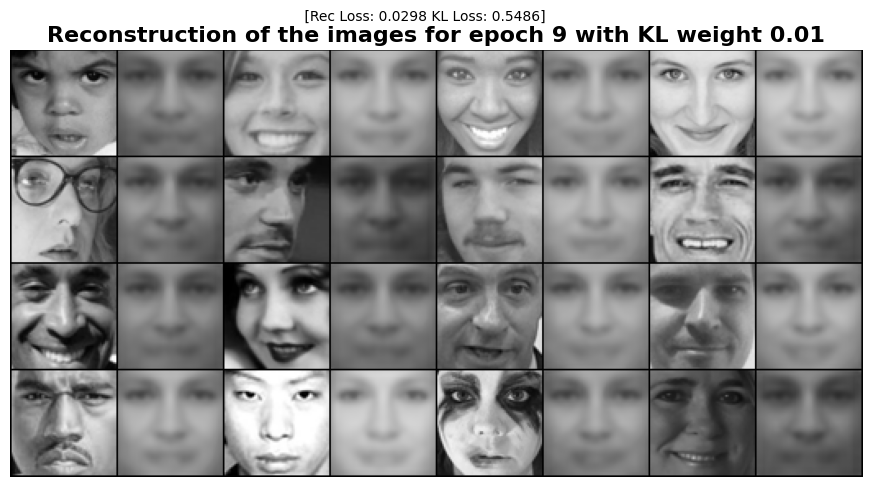 [Rec Loss: 0.0298 KL Loss: 0.5486]
Reconstruction of the images for epoch 9 with KL weight 0.01